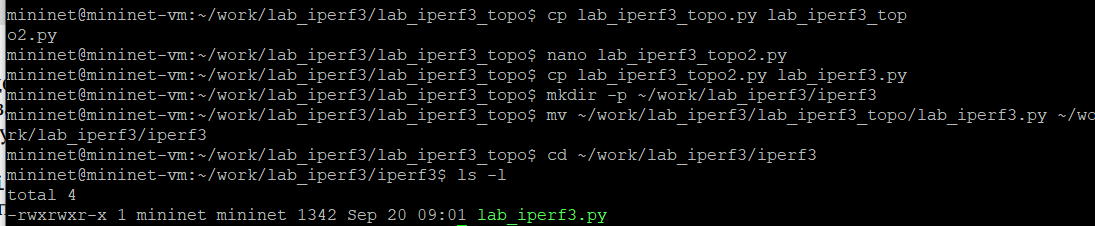 mininet@mininet-vm:~/work/lab_iperf3/lab_iperf3_topo$ cp lab_iperf3_topo.py lab_iperf3_top
o2.py
mininet@mininet-vm:~/work/lab_iperf3/lab_iperf3_topo$ nano lab_iperf3_topo2.py
mininet@mininet-vm:~/work/lab_iperf3/lab_iperf3_topo$ cp lab_iperf3_topo2.py lab_iperf3.py
mininet@mininet-vm:~/work/lab_iperf3/lab_iperf3_topo$ mkdir -p ~/work/lab_iperf3/iperf3
mininet@mininet-vm:~/work/lab_iperf3/lab_iperf3_topo$ mv ~/work/lab_iperf3/lab_iperf3_topo/lab_iperf3.py ~/wo
rk/lab_iperf3/iperf3
mininet@mininet-vm:~/work/lab_iperf3/lab_iperf3_topo$ cd ~/work/lab_iperf3/iperf3
mininet@mininet-vm:~/work/lab_iperf3/iperf3$ ls -l
total 4
-rwxrwxr-x 1 mininet mininet 1342 Sep 20 09:01 lab_iperf3.py